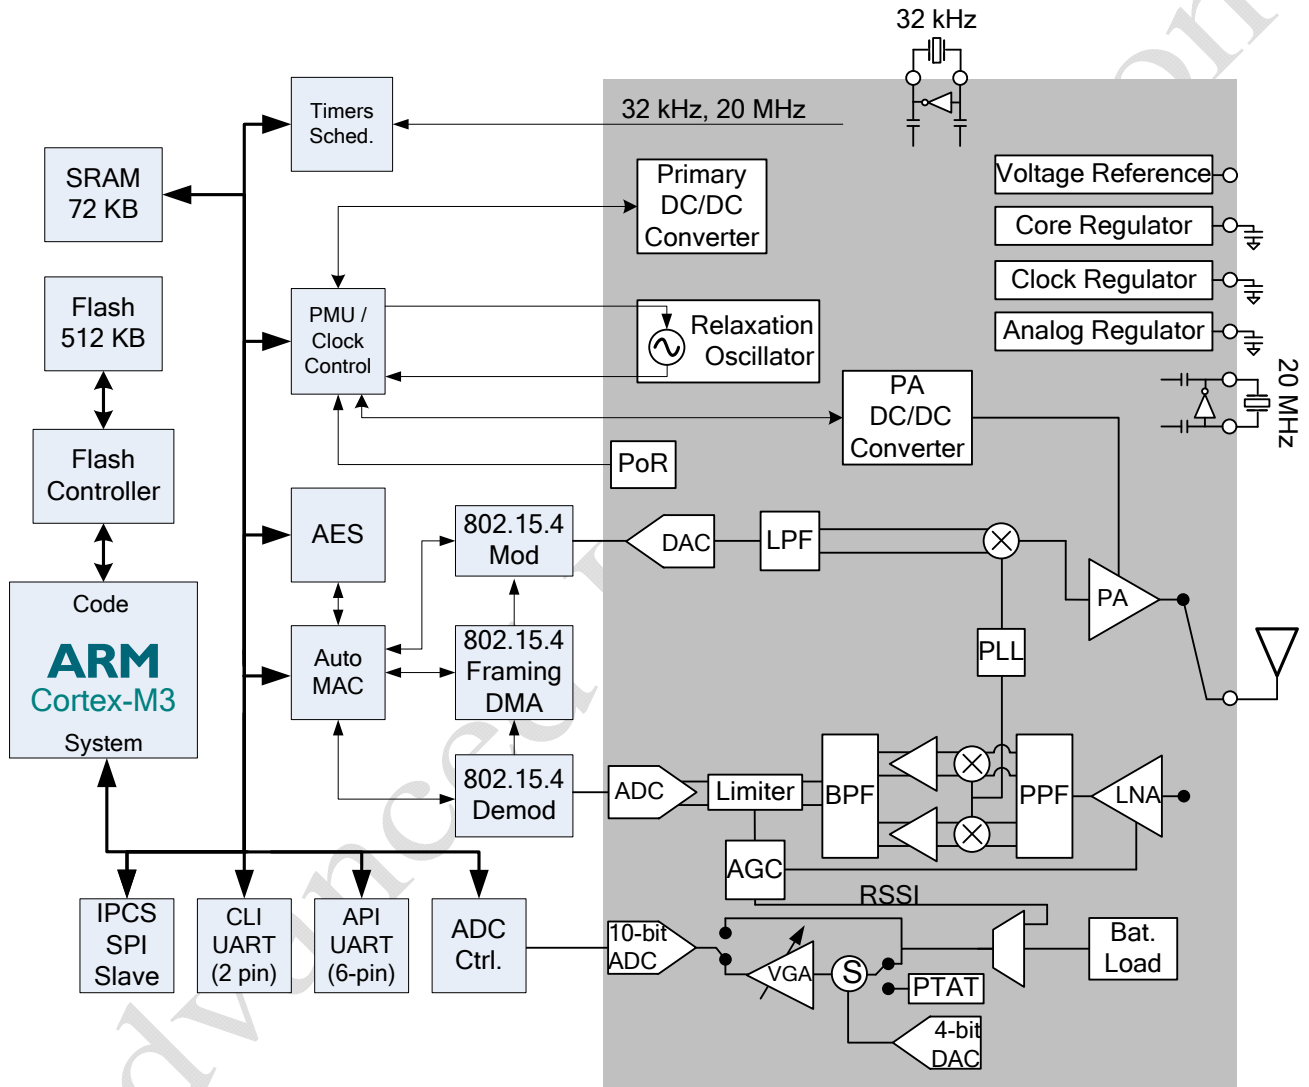 32 kHz
Timers
Sched.
32 kHz, 20 MHz
SRAM
72 KB
Primary
DC/DC
Converter
Voltage Reference
Core Regulator
Clock Regulator
Analog Regulator
20 MHz
Flash
512 KB
PMU /
Clock
Control
Relaxation
Oscillator
PA
DC/DC
Converter
PoR
Flash
Controller
AES
802.15.4
Mod
DAC
LPF
PA
Code
ARM
Cortex-M3
System
Auto
MAC
802.15.4
Framing
DMA
PLL
802.15.4
Demod
ADC
Limiter
BPF
PPF
LNA
AGC
RSSI
IPCS
SPI
Slave
CLI
UART
(2 pin)
API
UART
(6-pin)
ADC
Ctrl.
10-bit
ADC
VGA
S
PTAT
Bat.
Load
4-bit
DAC